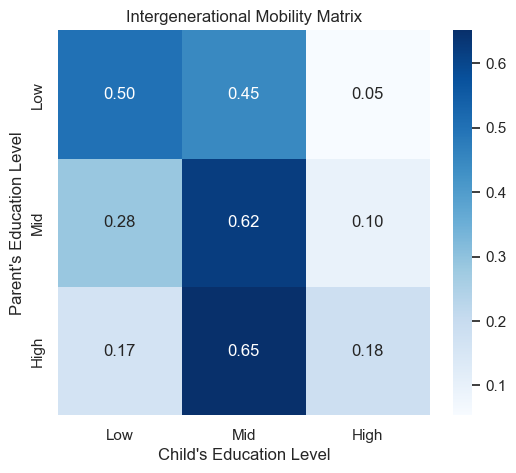 Intergenerational Mobility Matrix
Parent's Education Level
Low
0.50 0.45 0.05
Mid
0.28 0.62 0.10
High
0.17 0.65 0.18
Low Mid High
Child's Education Level
0.6
0.5
0.4
0.3
0.2
0.1